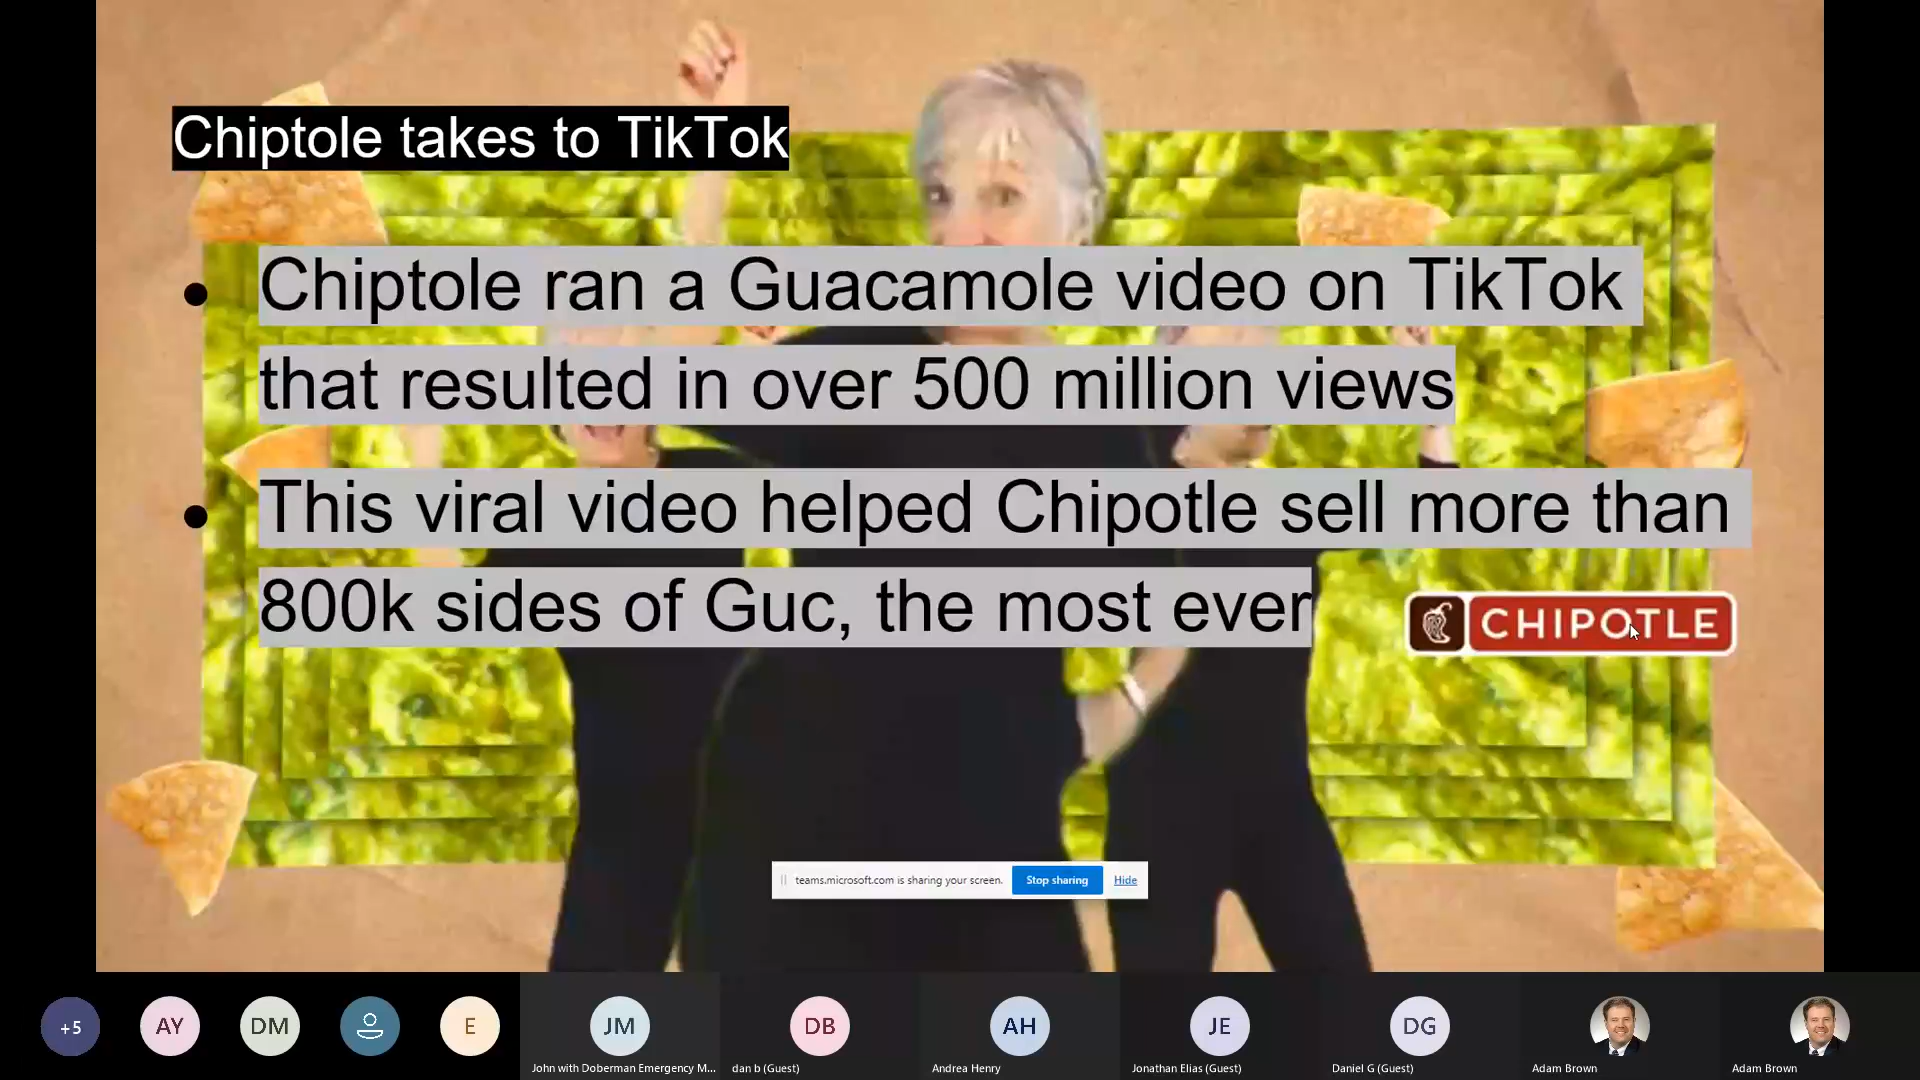 Chiptole takes to TikTok
• Chiptole ran a Guacamole video on TikTok
that resulted in over 500 million views
• This viral video helped Chipotle sell more than
800k sides of Guc, the most ever
CHIPOTLE
teams.microsoft.com is sharing your screen. Stop sharing Hide
+5 AY DM E JM DB AH JE DG
John with Doberman Emergency M... dan b (Guest) Andrea Henry Jonathan Elias (Guest) Daniel G (Guest) Adam Brown Adam Brown